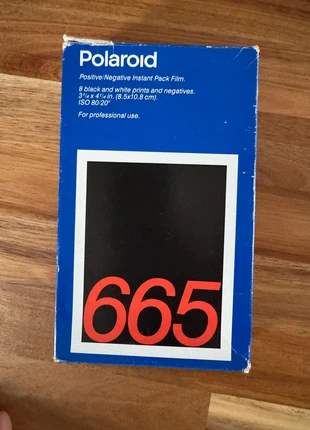 Polaroid
Positive/Negative Instant Pack Film.
8 black and white prints and negatives.
3¼ x 4¼ in. (8.5x10.8 cm).
ISO 80/20°
For professional use.
665